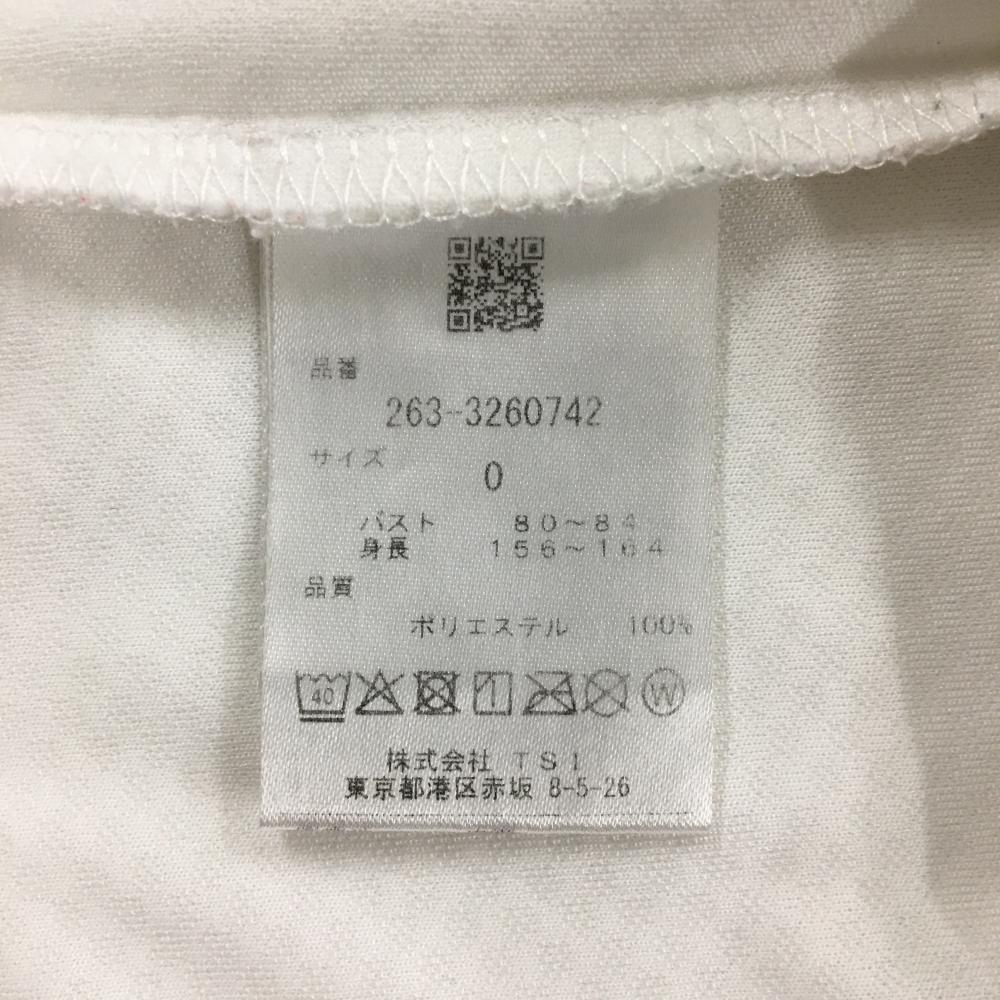 品番
263-3260742
サイズ
0
バスト 80～84
身長 156～164
品質
ポリエステル 100%
40 W
株式会社 TSI
東京都港区赤坂 8-5-26